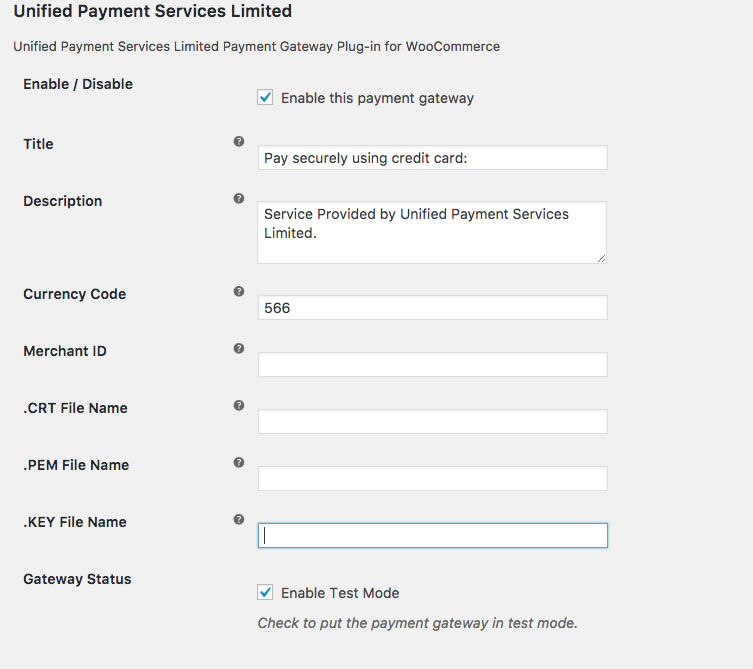 Unified Payment Services Limited
Unified Payment Services Limited Payment Gateway Plug-in for WooCommerce
Enable / Disable
Enable this payment gateway
Title
Pay securely using credit card:
Description
Service Provided by Unified Payment Services
Limited.
Currency Code
566
Merchant ID
.CRT File Name
.PEM File Name
.KEY File Name
Gateway Status
Enable Test Mode
Check to put the payment gateway in test mode.